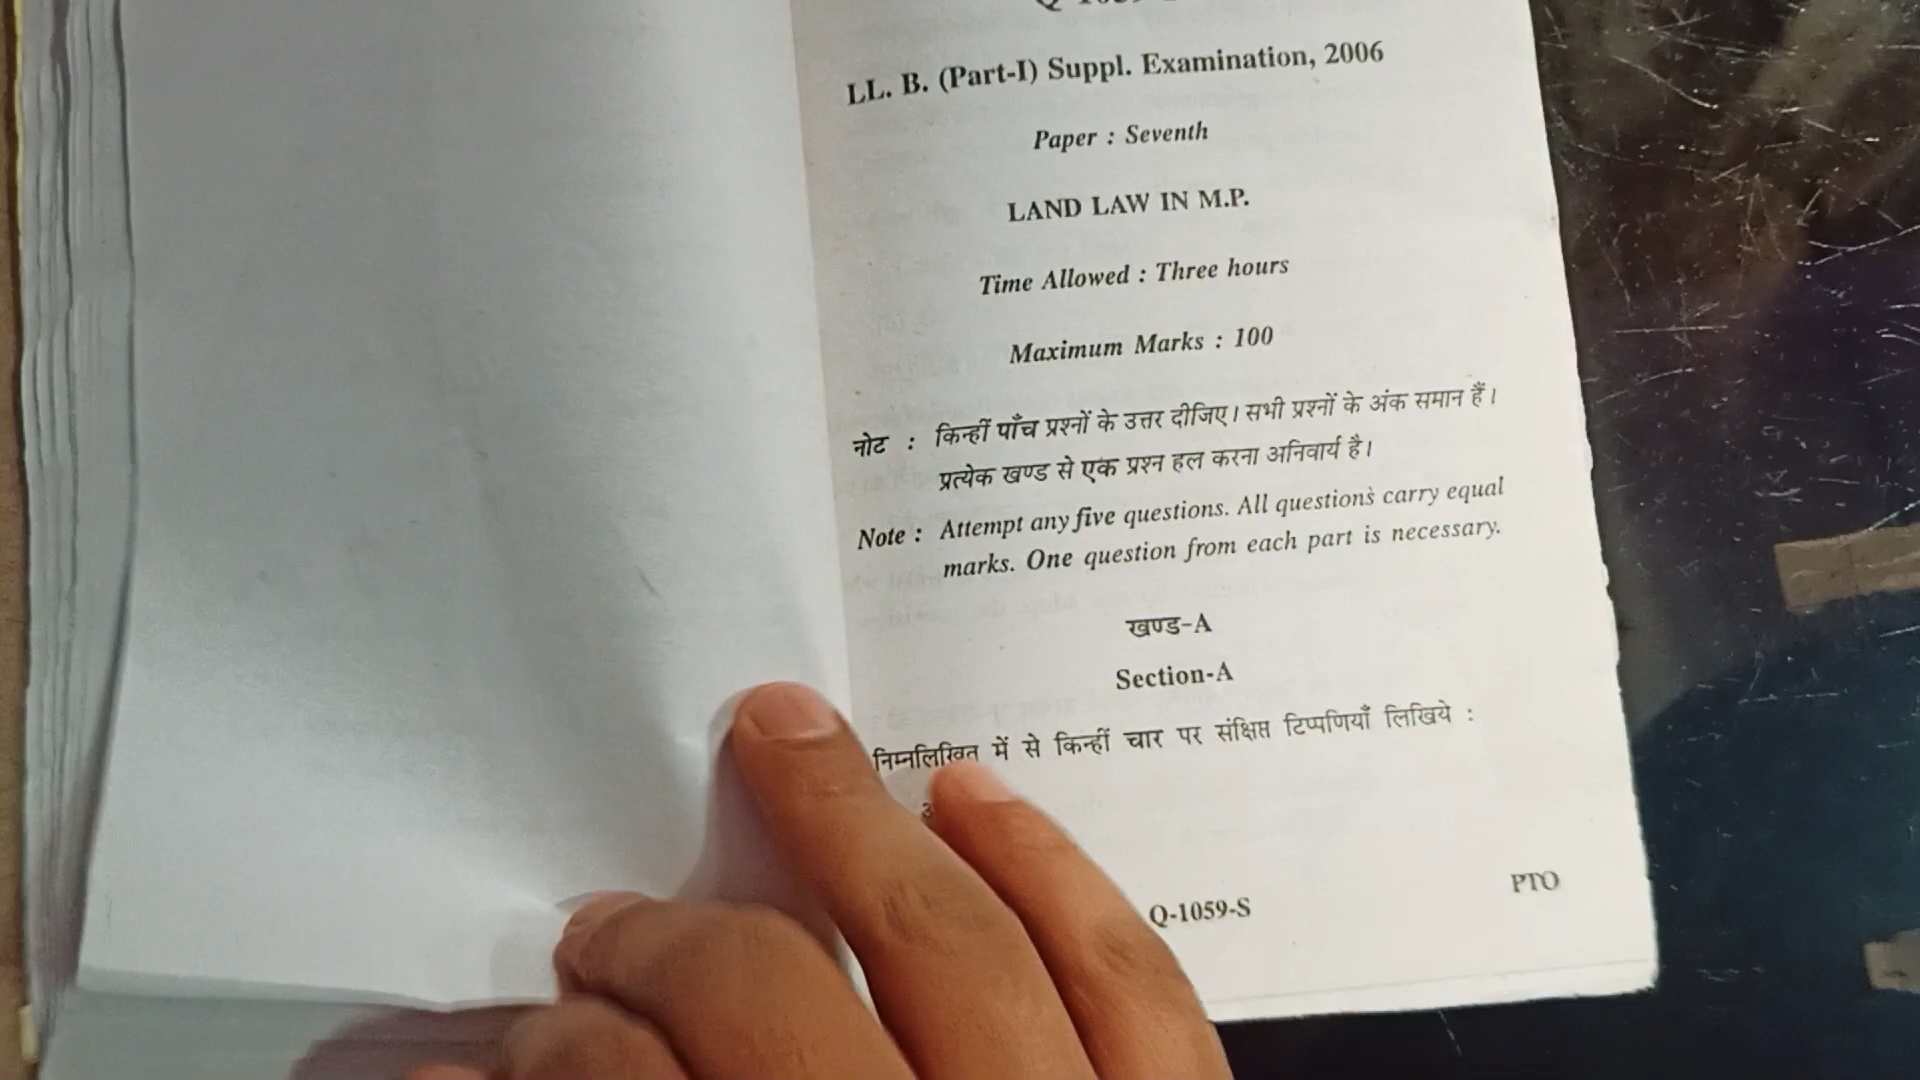 LL. B. (Part-I) Suppl. Examination, 2006
Paper : Seventh
LAND LAW IN M.P.
Time Allowed : Three hours
Maximum Marks : 100
नोट : किन्हीं पाँच प्रश्नों के उत्तर दीजिए। सभी प्रश्नों के अंक समान हैं।
प्रत्येक खण्ड से एक प्रश्न हल करना अनिवार्य है।
Note : Attempt any five questions. All questions carry equal
marks. One question from each part is necessary.
खण्ड-A
Section-A
निम्नलिखित में से किन्हीं चार पर संक्षिप्त टिप्पणियाँ लिखिये :
Q-1059-S
PTO